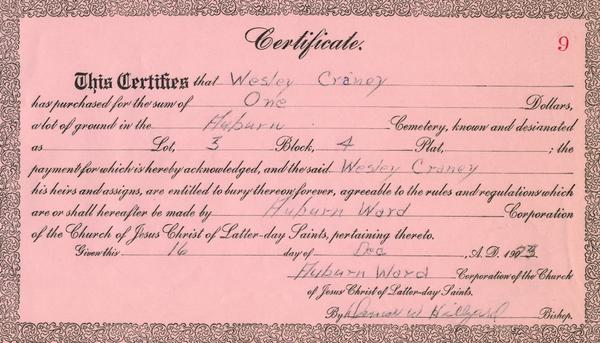 Certificate. 9
This Certifies that Wesley Craney
has purchased for the sum of One Dollars,
a lot of ground in the Auburn Cemetery, known and designated
as Lot, 3 Block, 4 Plat, ; the
payment for which is hereby acknowledged, and the said Wesley Craney
his heirs and assigns, are entitled to bury thereon forever, agreeable to the rules and regulations which
are or shall hereafter be made by Auburn Ward Corporation
of the Church of Jesus Christ of Latter-day Saints, pertaining thereto.
Given this 16 day of Dec , A. D. 19
Auburn Ward Corporation of the Church
of Jesus Christ of Latter-day Saints.
By W Bishop.